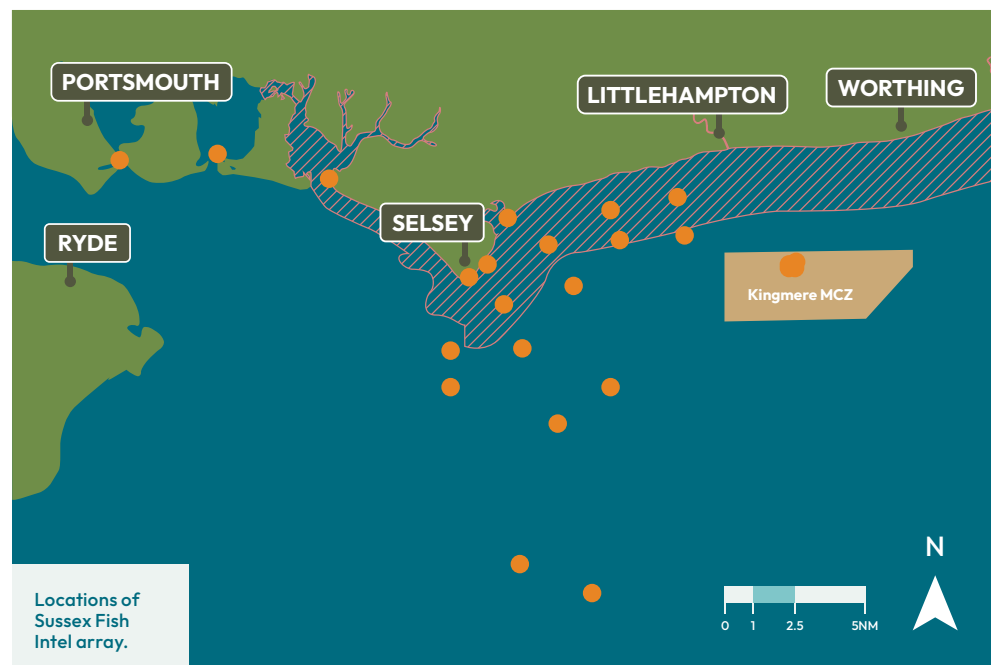 PORTSMOUTH
LITTLEHAMPTON
WORTHING
SELSEY
RYDE
Kingmere MCZ
N
0 1 2.5 5NM
Locations of
Sussex Fish
Intel array.